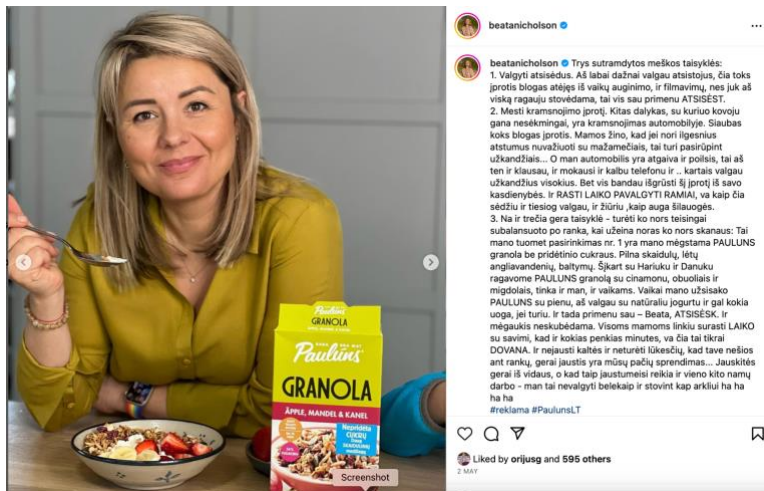 beatanicholson
beatanicholson Trys sutramdytos meškos taisyklės:
1. Valgyti atsisėdus. Aš labai dažnai valgau atsistojus, čia toks
įprotis blogas atėjęs iš vaikų auginimo, ir filmavimų, nes juk aš
viską ragauju stovėdama, tai vis sau primenu ATSISĖST.
2. Mesti kramsnojimo įprotį. Kitas dalykas, su kuriuo kovoju
gana nesėkmingai, yra kramsnojimas automobilyje. Siaubas
koks blogas įprotis. Mamos žino, kad jei nori ilgesnius
atstumus nuvažiuoti su mažamečiais, tai turi pasirūpint
užkandžiais... O man automobilis yra atgaiva ir poilsis, tai aš
ten ir klausau, ir mokausi ir kalbu telefonu ir .. kartais valgau
užkandžius visokius. Bet vis bandau išgrūsti šį įprotį iš savo
kasdienybės. Ir RASTI LAIKO PAVALGYTI RAMIAI, va kaip čia
sėdžiu ir tiesiog valgau, ir žiūriu ,kaip auga šilauogės.
3. Na ir trečia gera taisyklė - turėti ko nors teisingai
subalansuoto po ranka, kai užeina noras ko nors skanaus: Tai
mano tuomet pasirinkimas nr. 1 yra mano mėgstama PAULUNS
granola be pridėtinio cukraus. Pilna skaidulų, lėtų
angliavandenių, baltymų. Šįkart su Hariuku ir Danuku
ragavome PAULUNS granolą su cinamonu, obuoliais ir
migdolais, tinka ir man, ir vaikams. Vaikai mano užsisako
PAULUNS su pienu, aš valgau su natūraliu jogurtu ir gal kokia
uoga, jei turiu. Ir tada primenu sau – Beata, ATSISĖSK. Ir
mėgaukis neskubėdama. Visoms mamoms linkiu surasti LAIKO
su savimi, kad ir kokias penkias minutes, va čia tai tikrai
DOVANA. Ir nejausti kaltės ir neturėti lūkesčių, kad tave nešios
ant rankų, gerai jaustis yra mūsų pačių sprendimas... Jauskitės
gerai iš vidaus, o kad taip jaustumeisi reikia ir vieno kito namų
darbo - man tai nevalgyti belekaip ir stovint kap arkliui ha ha
ha ha
#reklama #PaulunsLT
Paulúns
GRANOLA
Paulúns
GRANOLA
ÄPPLE, MANDEL & KANEL
Nepridėta
CUKRŲ
Screenshot
Liked by orijusg and 595 others
2 MAY